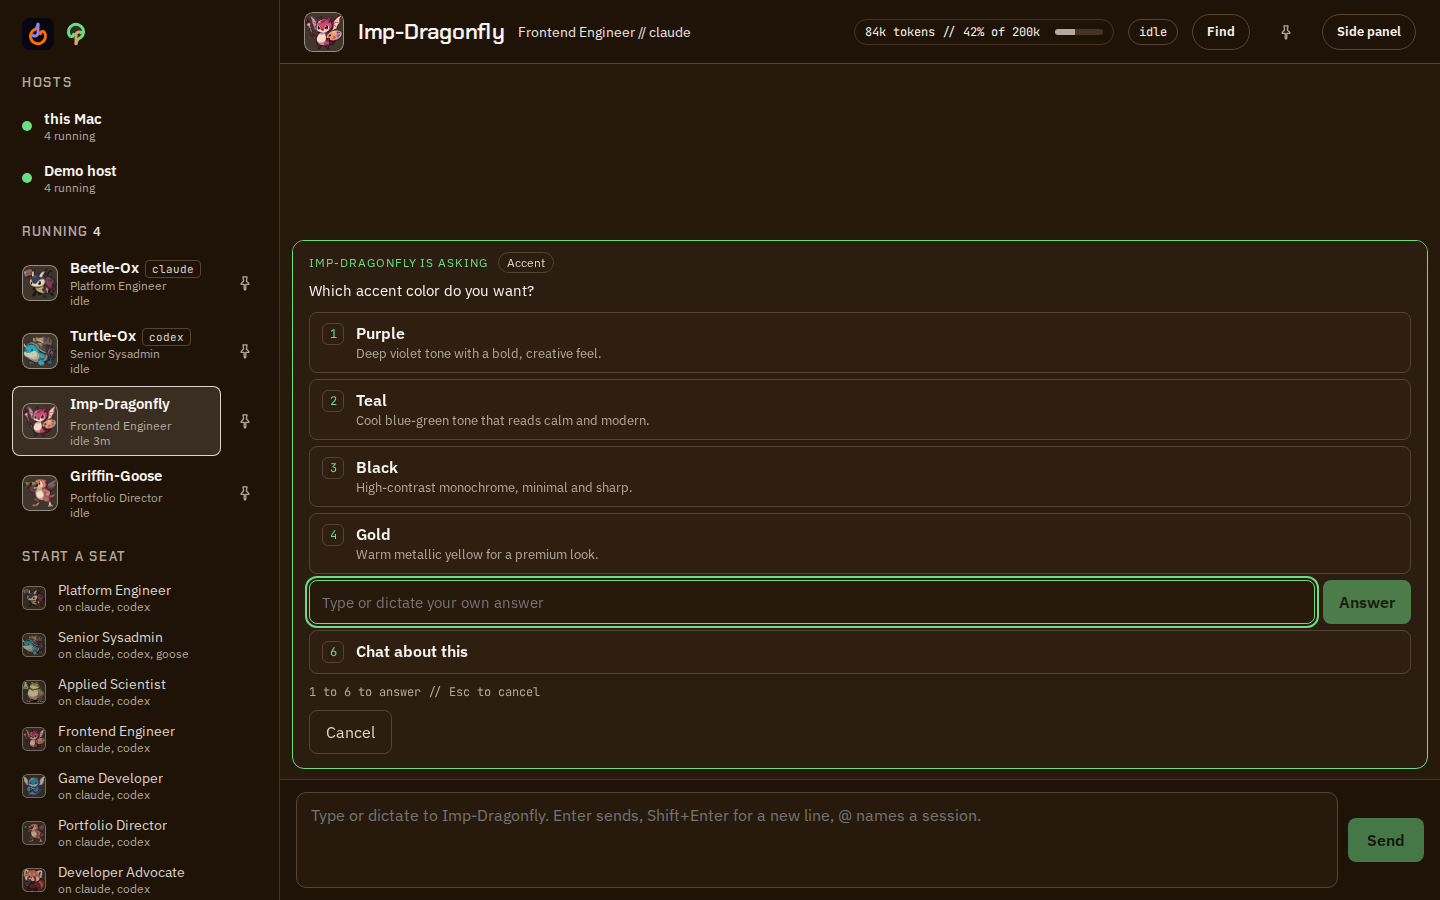 HOSTS
this Mac
4 running
Demo host
4 running
RUNNING 4
Beetle-Ox claude
Platform Engineer
idle
Turtle-Ox codex
Senior Sysadmin
idle
Imp-Dragonfly
Frontend Engineer
idle 3m
Griffin-Goose
Portfolio Director
idle
START A SEAT
Platform Engineer
on claude, codex
Senior Sysadmin
on claude, codex, goose
Applied Scientist
on claude, codex
Frontend Engineer
on claude, codex
Game Developer
on claude, codex
Portfolio Director
on claude, codex
Developer Advocate
on claude, codex
Imp-Dragonfly Frontend Engineer // claude 84k tokens // 42% of 200k idle Find Side panel
IMP-DRAGONFLY IS ASKING Accent
Which accent color do you want?
1 Purple
Deep violet tone with a bold, creative feel.
2 Teal
Cool blue-green tone that reads calm and modern.
3 Black
High-contrast monochrome, minimal and sharp.
4 Gold
Warm metallic yellow for a premium look.
Type or dictate your own answer Answer
6 Chat about this
1 to 6 to answer // Esc to cancel
Cancel
Type or dictate to Imp-Dragonfly. Enter sends, Shift+Enter for a new line, @ names a session.
Send